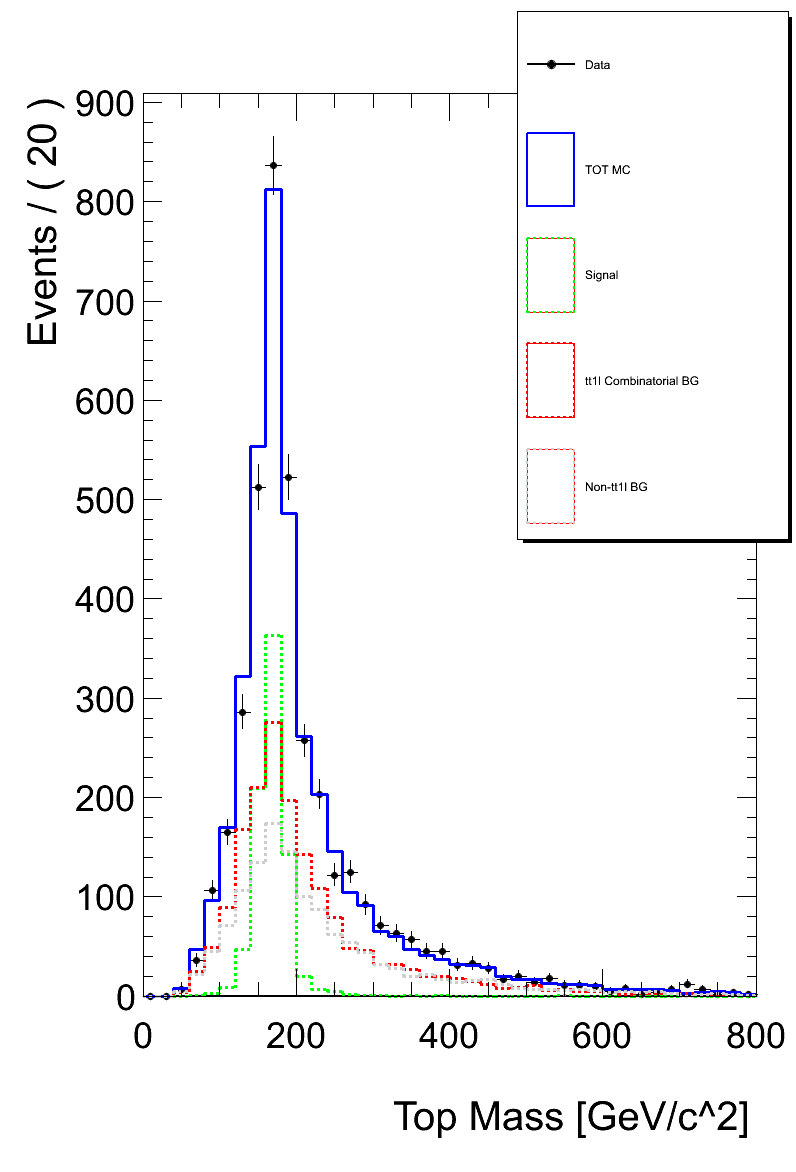 Events / ( 20 )
900
800
700
600
500
400
300
200
100
0
0 200 400 600 800
Top Mass [GeV/c^2]
Data
TOT MC
Signal
tt1l Combinatorial BG
Non-tt1l BG